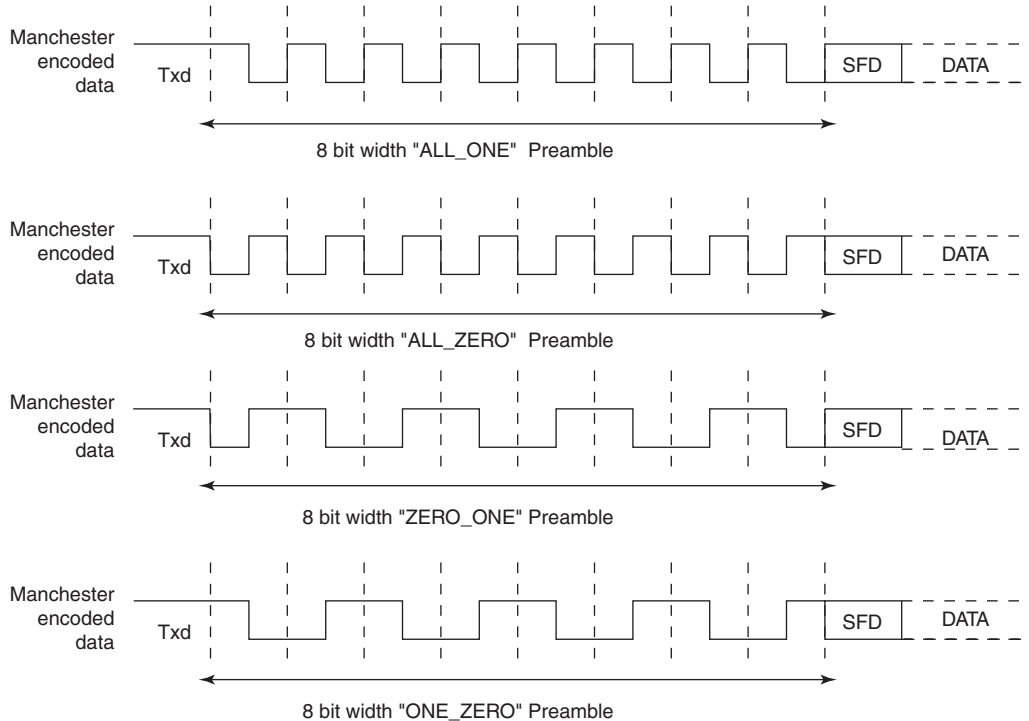 Manchester
encoded
data
Txd
SFD
DATA
8 bit width "ALL_ONE" Preamble
Manchester
encoded
data
Txd
SFD
DATA
8 bit width "ALL_ZERO" Preamble
Manchester
encoded
data
Txd
SFD
DATA
8 bit width "ZERO_ONE" Preamble
Manchester
encoded
data
Txd
SFD
DATA
8 bit width "ONE_ZERO" Preamble